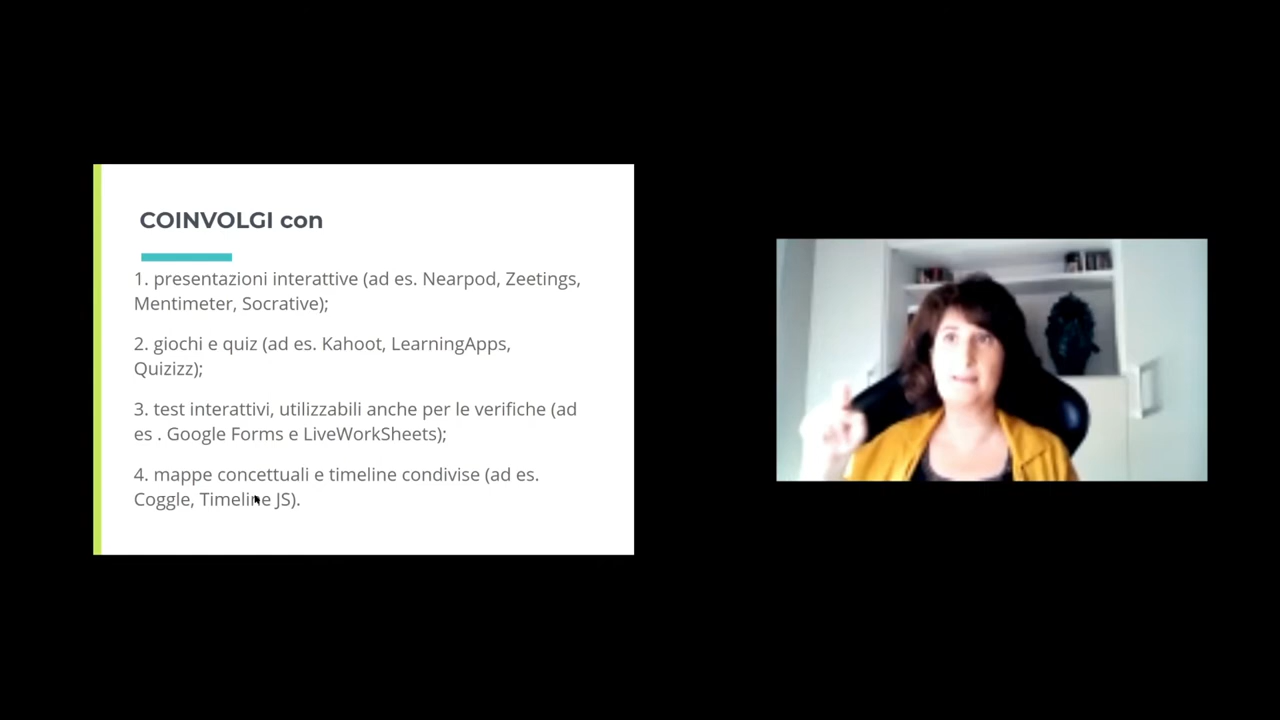 COINVOLGI con
1. presentazioni interattive (ad es. Nearpod, Zeetings,
Mentimeter, Socrative);
2. giochi e quiz (ad es. Kahoot, LearningApps,
Quizizz);
3. test interattivi, utilizzabili anche per le verifiche (ad
es . Google Forms e LiveWorkSheets);
4. mappe concettuali e timeline condivise (ad es.
Coggle, Timeline JS).